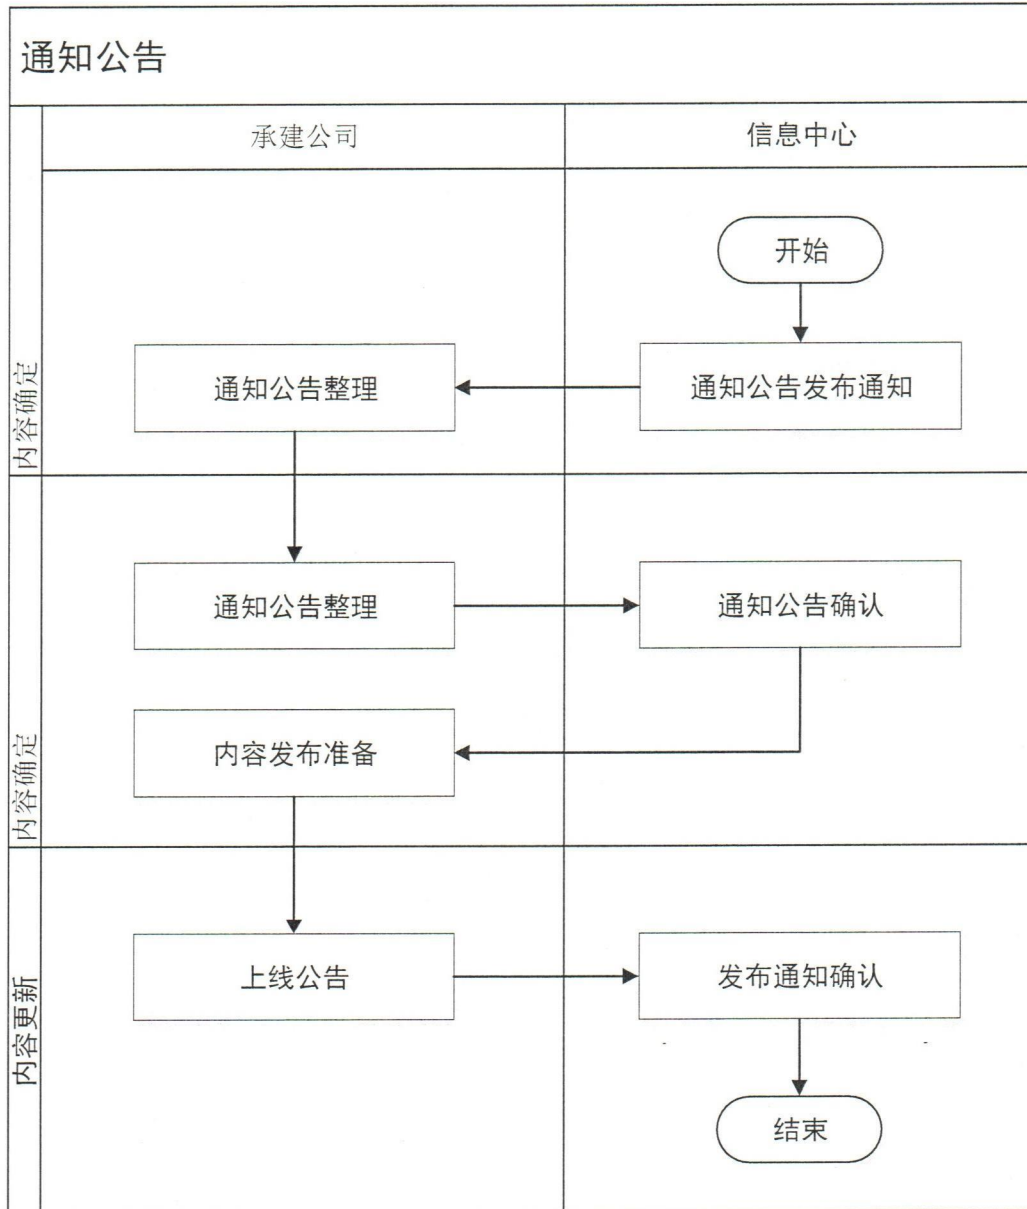 通知公告
承建公司
信息中心
开始
通知公告整理
通知公告发布通知
内容确定
通知公告整理
通知公告确认
内容发布准备
内容确定
上线公告
发布通知确认
内容更新
结束